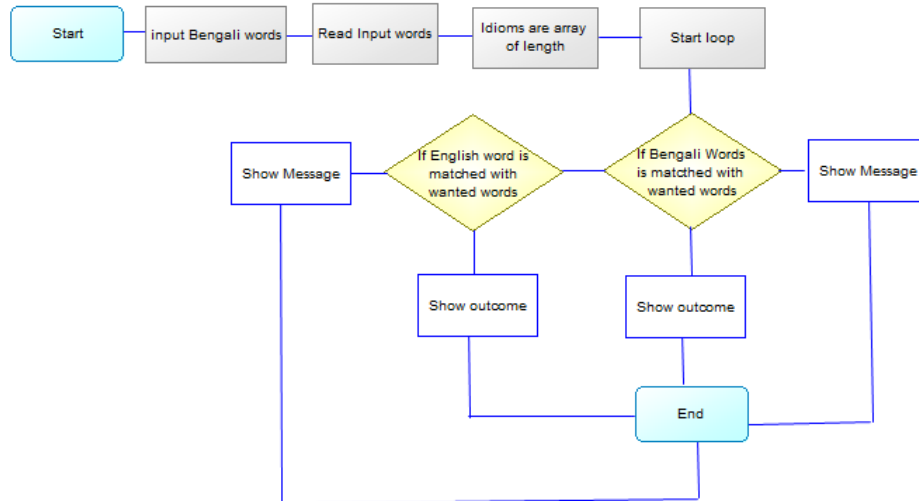 Start
input Bengali words
Read Input words
Idioms are array
of length
Start loop
Show Message
If English word is
matched with
wanted words
If Bengali Words
is matcthed with
wanted words
Show Message
Show outcome
Show outcome
End